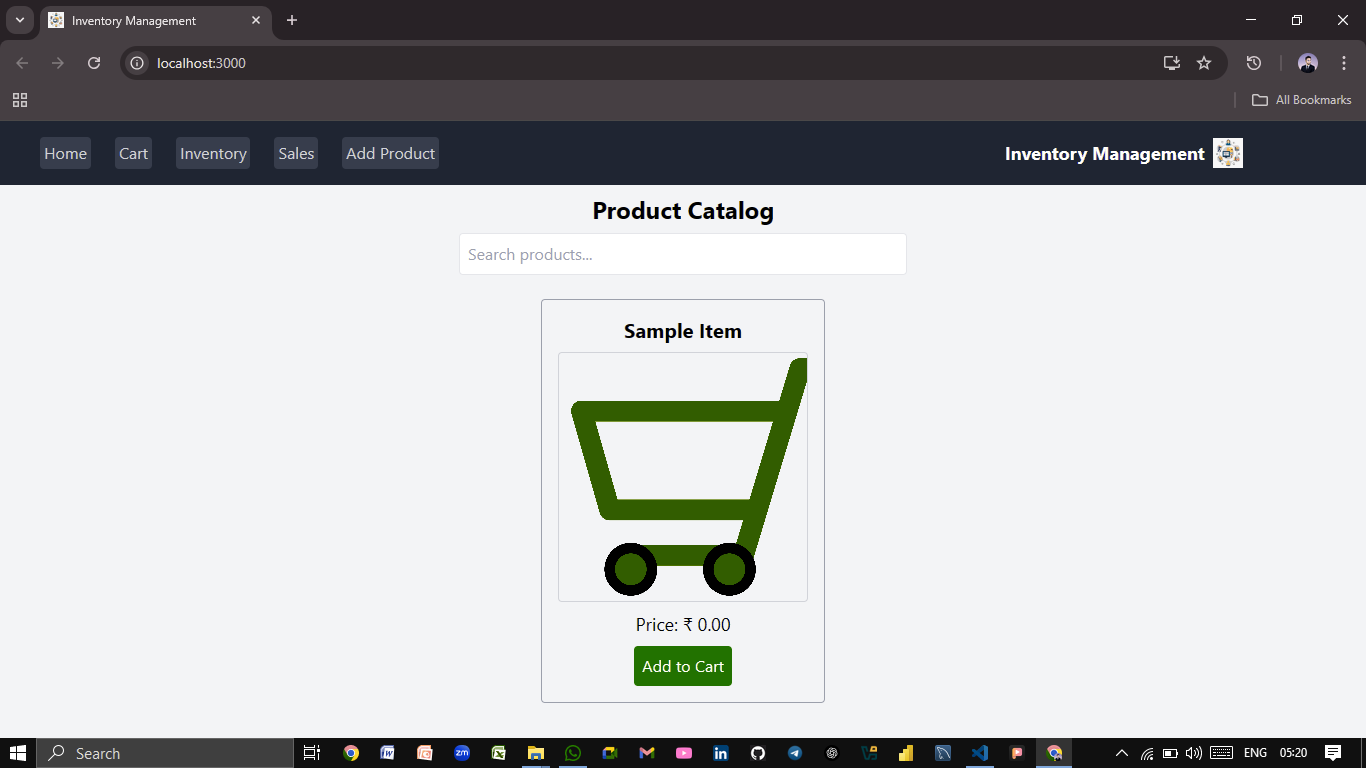 Inventory Management
localhost:3000
All Bookmarks
Home Cart Inventory Sales Add Product Inventory Management
Product Catalog
Search products...
Sample Item
Price: ₹ 0.00
Add to Cart
Search zm ENG 05:20